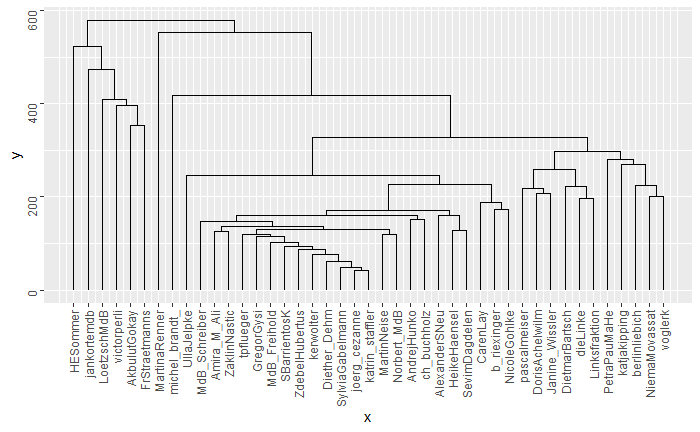 600
400
200
0
y
HESommer
jankortemdb
LoetzschMdB
victorperli
AkbulutGokay
FrStraetmanns
MartinaRenner
michel_brandt_
UllaJelpke
MdB_Schreiber
Amira_M_Ali
ZaklinNastic
tpflueger
GregorGysi
MdB_Freihold
SBarrientosK
ZdebelHubertus
kerwolter
Diether_Dehm
SylviaGabelmann
joerg_cezanne
katrin_staffler
MartinNeise
Norbert_MdB
AndrejHunko
ch_buchholz
AlexanderSNeu
HeikeHaensel
SevimDagdelen
CarenLay
b_riexinger
NicoleGohlke
pascalmeiser
DorisAchelwilm
Janine_Wissler
DietmarBartsch
dieLinke
Linksfraktion
PetraPauMaHe
katjakipping
berlinliebich
NiemaMovassat
voglerk
x